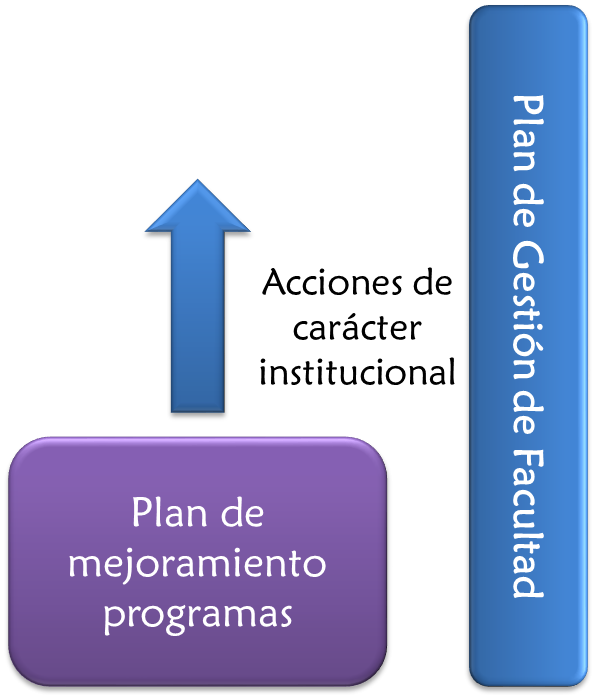 Acciones de
carácter
institucional
Plan de
mejoramiento
programas
Plan de Gestión de Facultad